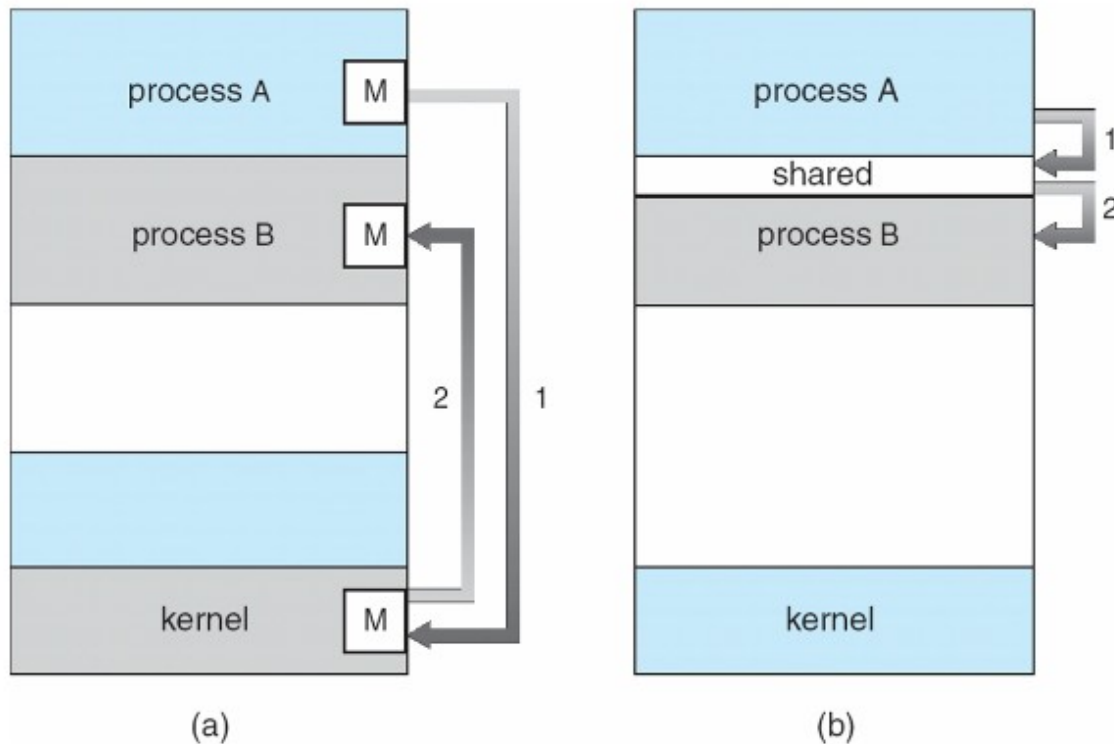 process A
M
process B
M
2
1
kernel
M
(a)
process A
1
shared
2
process B
kernel
(b)